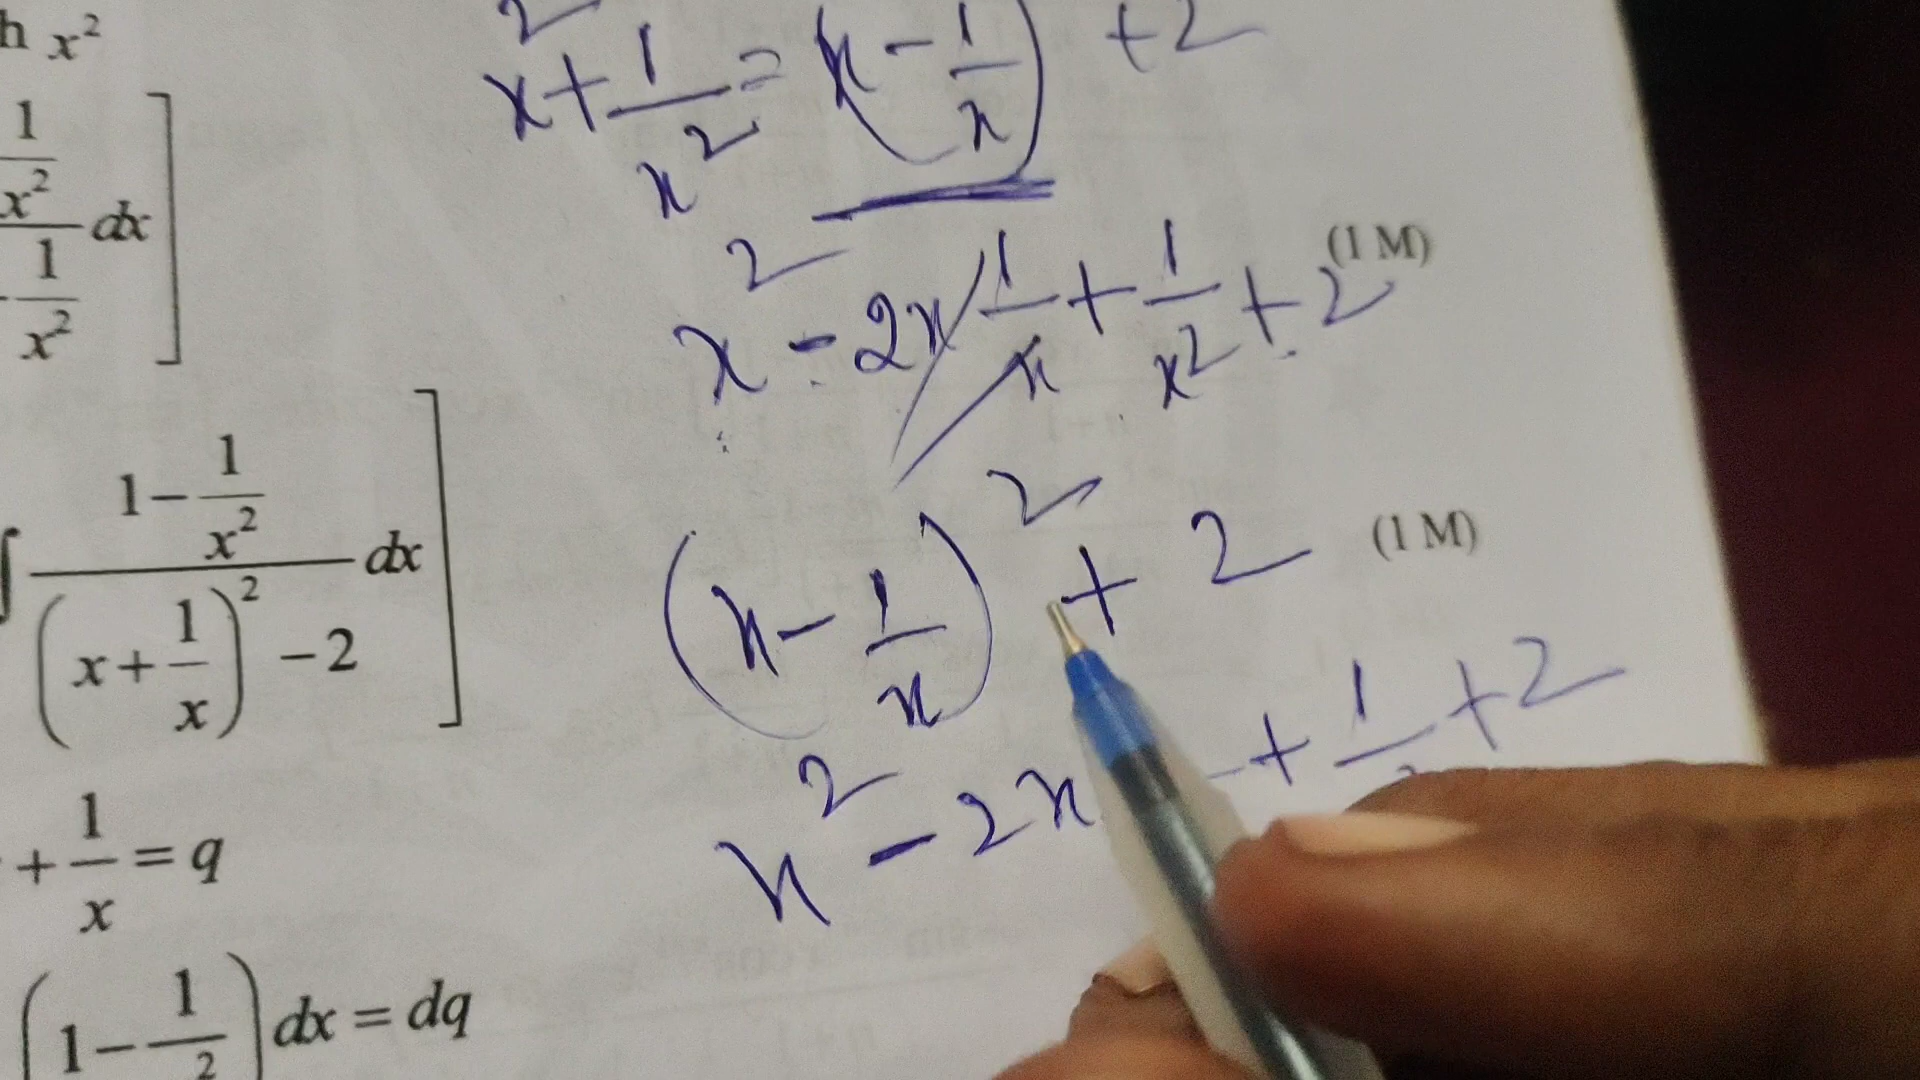 h x²
1/x²
1/x² dx]
x² + 1/x² = (x - 1/x) + 2
x² - 2x 1/x + 1/x² + 2
(1 M)
∫ (1 - 1/x²)/((x + 1/x)² - 2) dx]
(x - 1/x)² + 2
(1 M)
x² - 2x + 1 + 2
+ 1/x = q
(1 - 1/ 2) dx = dq